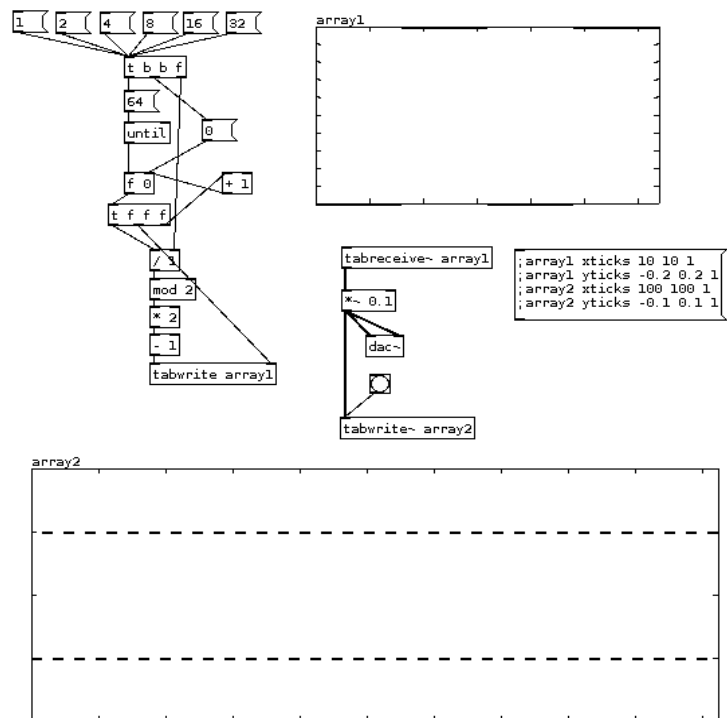 1 2 4 8 16 32
array1
t b b f
64
until
0
f 0
+ 1
t f f f
mod 2
* 2
- 1
tabwrite array1
tabreceive~ array1
*~ 0.1
dac~
tabwrite~ array2
;array1 xticks 10 10 1
;array1 yticks -0.2 0.2 1
;array2 xticks 100 100 1
;array2 yticks -0.1 0.1 1
array2